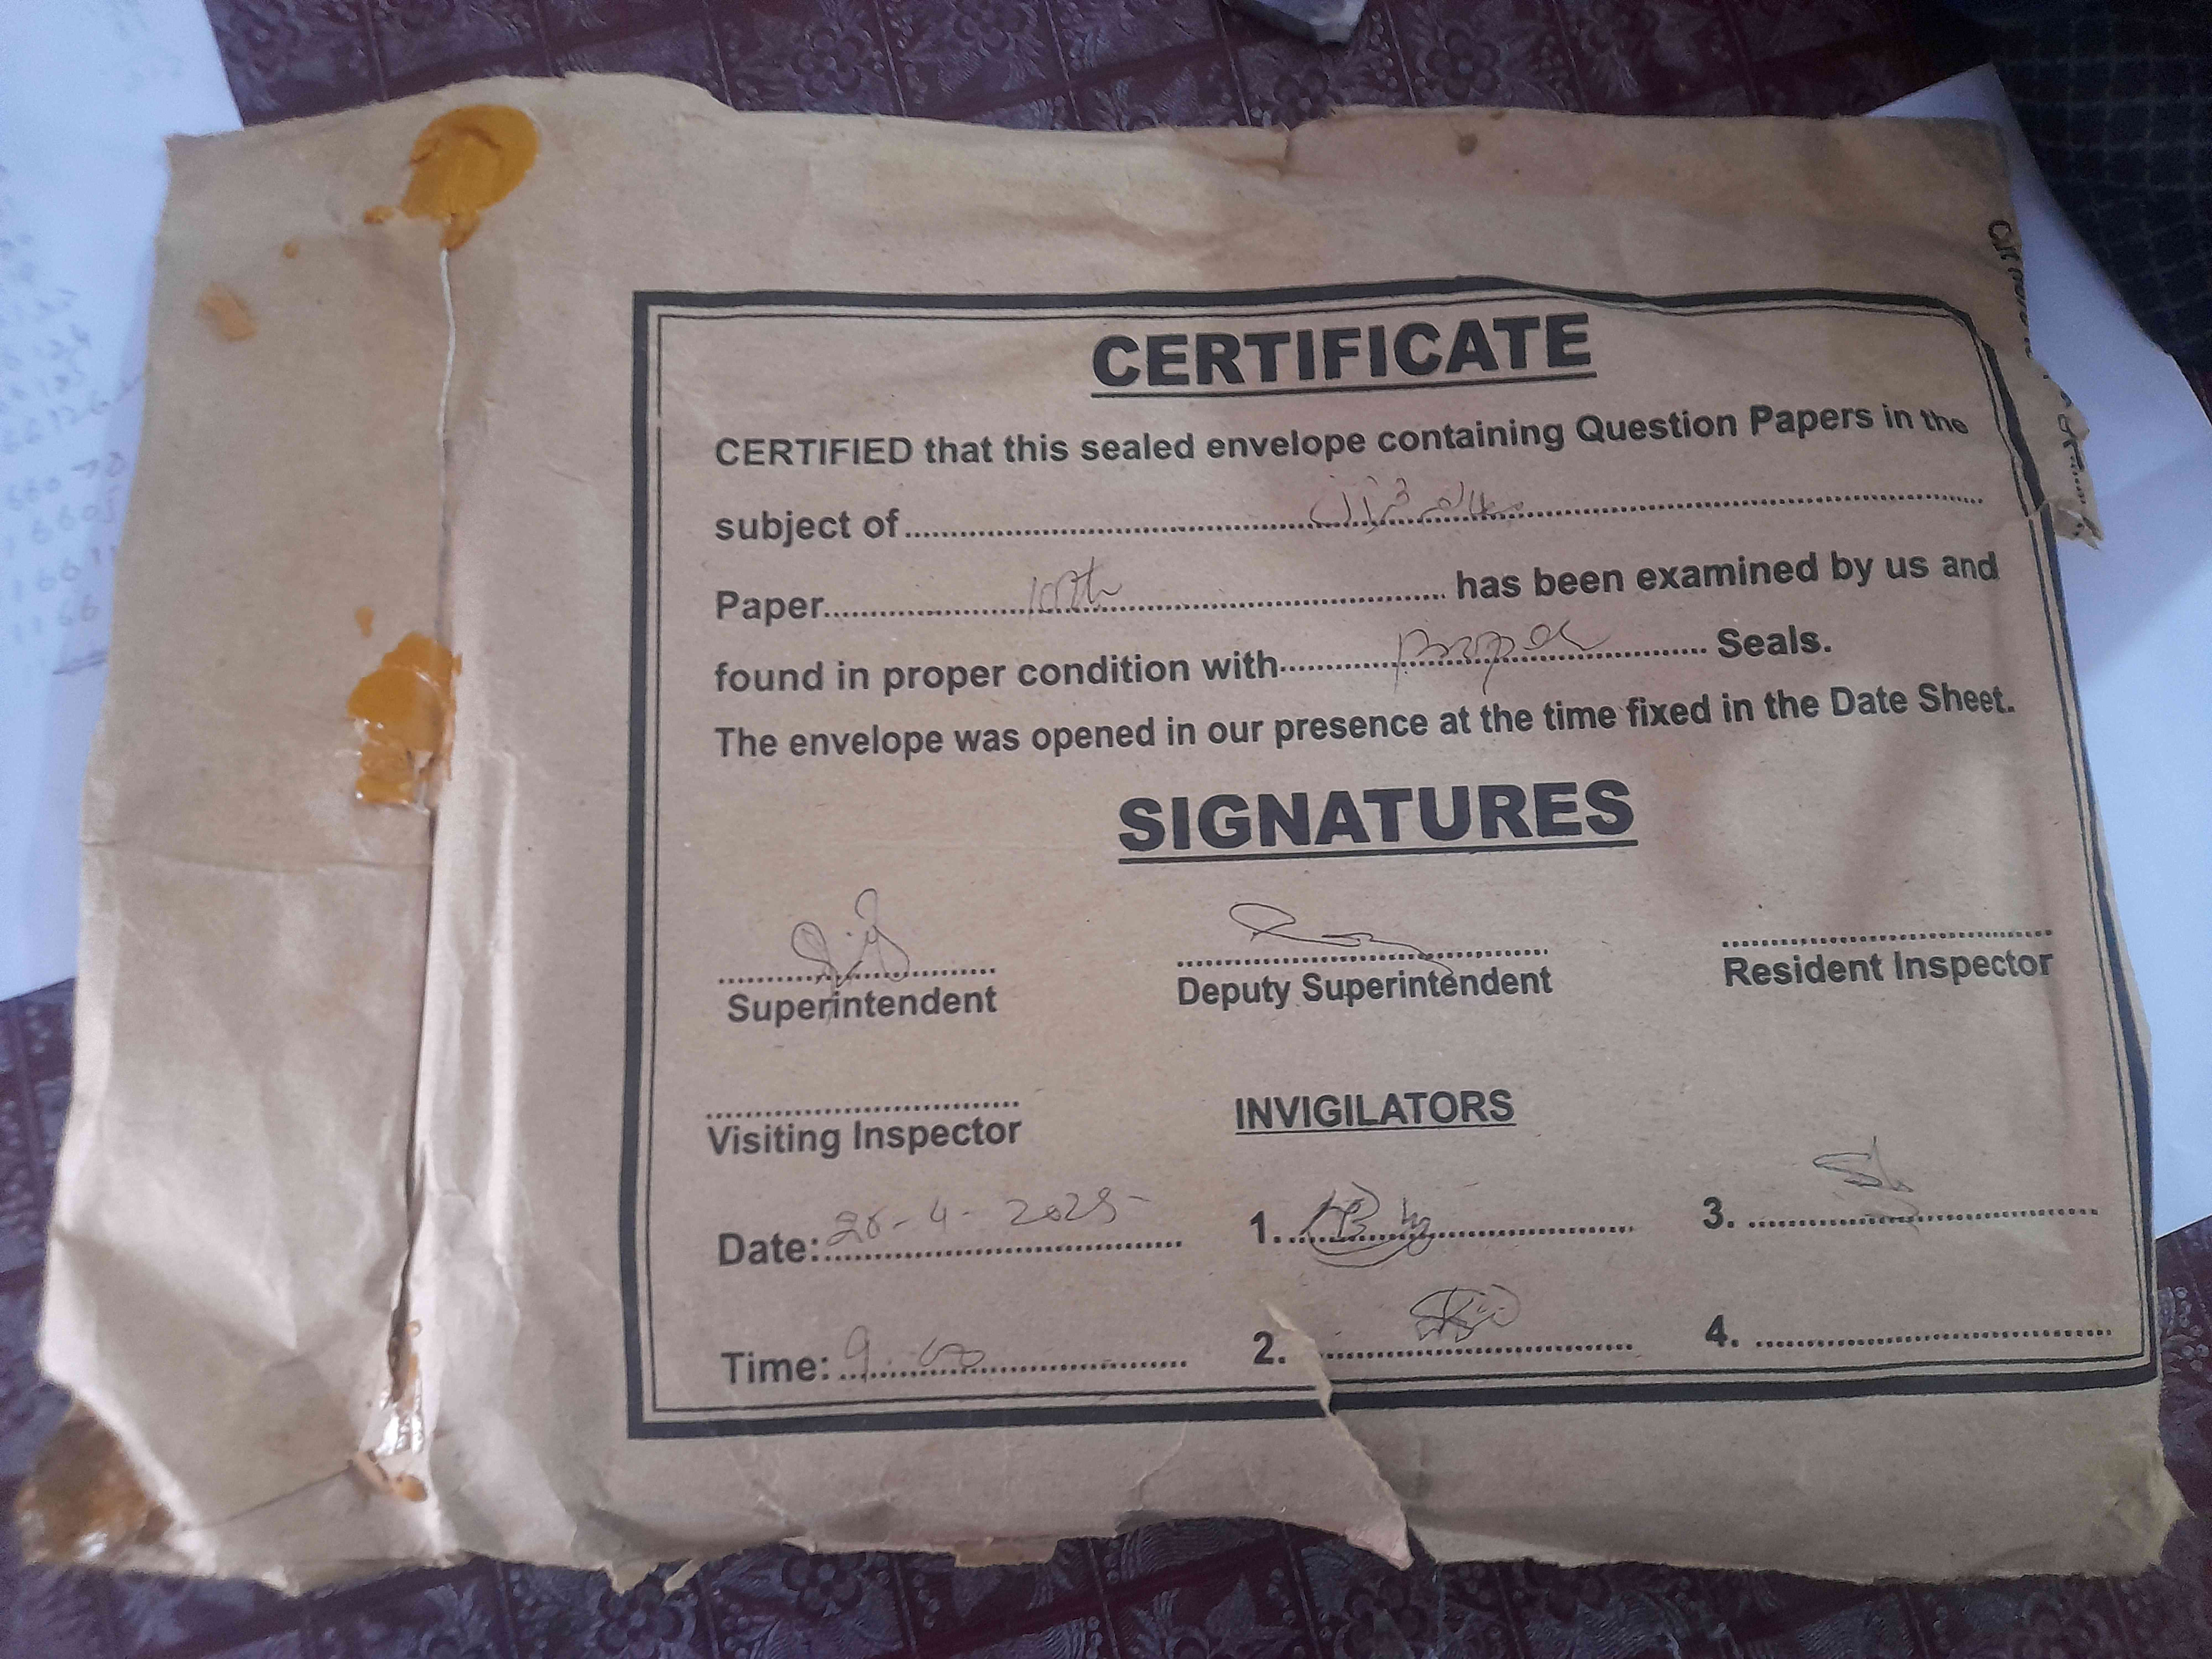 CERTIFICATE
CERTIFIED that this sealed envelope containing Question Papers in the
subject of........ مطالعہ قرآن ........
Paper........ 10th ........ has been examined by us and
found in proper condition with........ proper ........ Seals.
The envelope was opened in our presence at the time fixed in the Date Sheet.
SIGNATURES
Superintendent Deputy Superintendent Resident Inspector
Visiting Inspector INVIGILATORS
Date: -4-2025 1. 3.
Time: 9:00 2. 4.